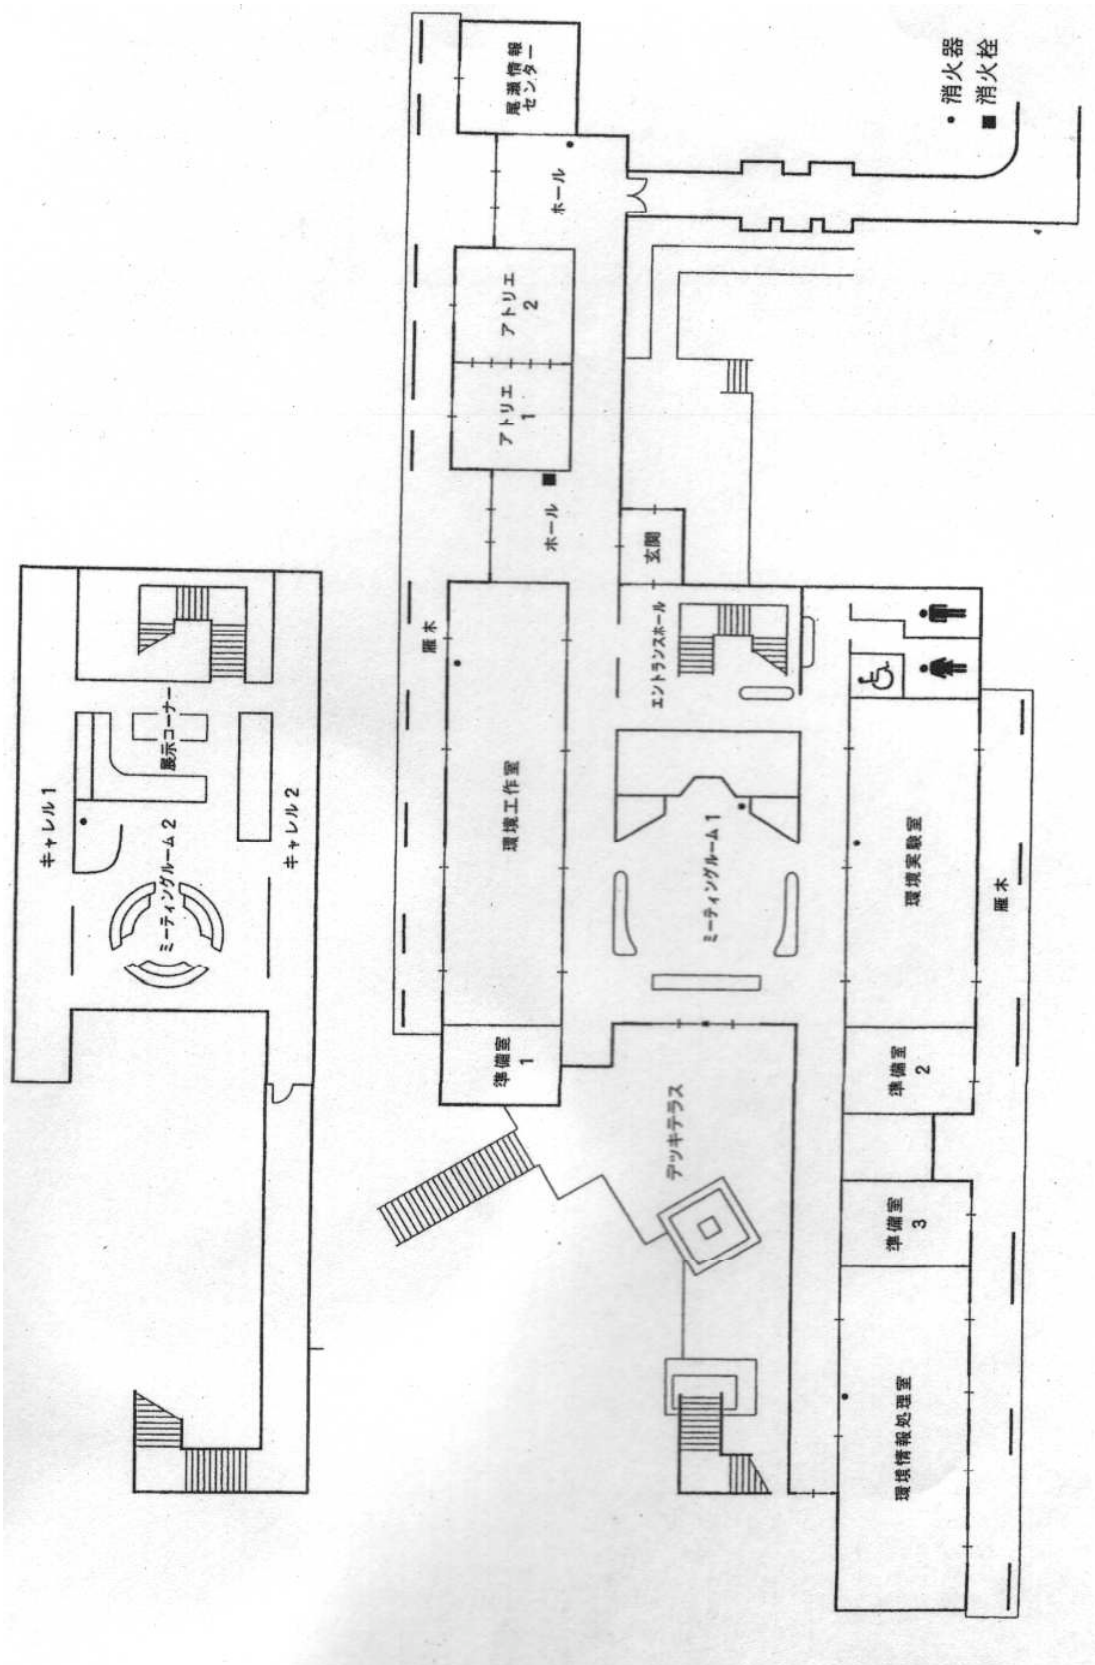 消火器
消火栓
尾瀬情報
センター
ホール
アトリエ
2
アトリエ
1
ホール
玄関
雁木
エントランスホール
環境工作室
ミーティングルーム1
環境実験室
雁木
準備室
1
準備室
2
デッキテラス
準備室
3
環境情報処理室
キャレル1
展示コーナー
ミーティングルーム2
キャレル2